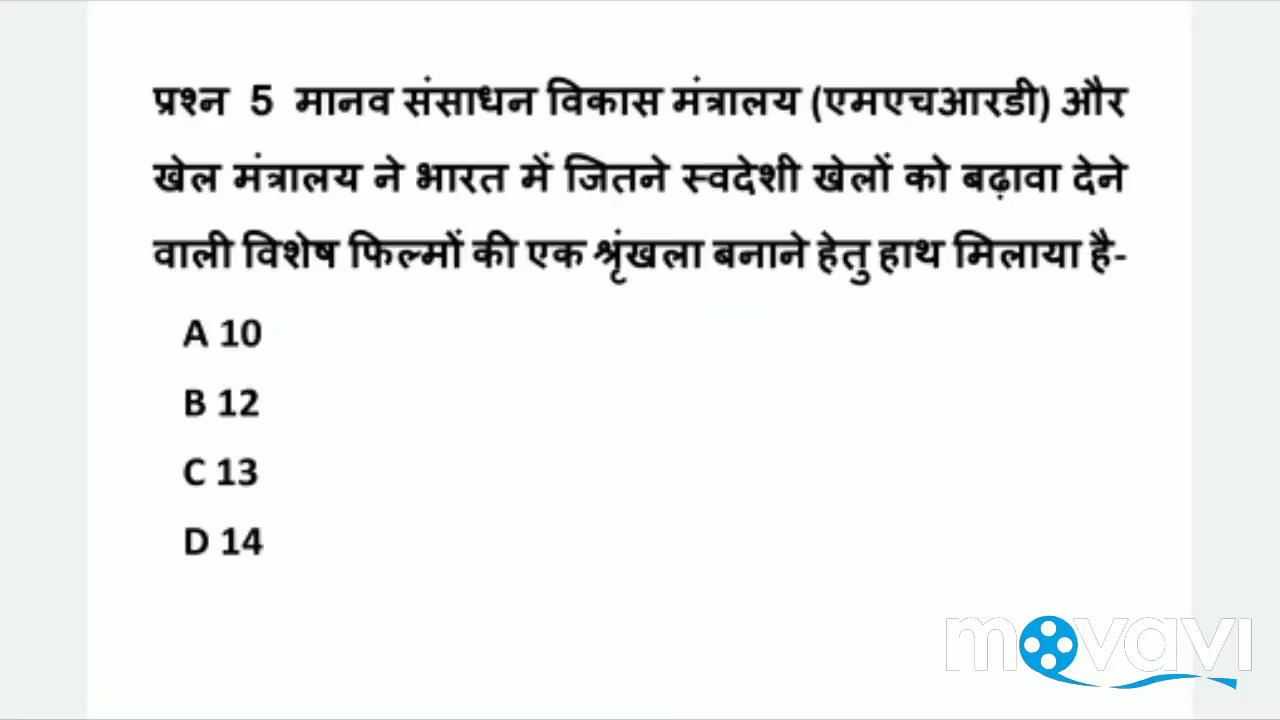 प्रश्न 5 मानव संसाधन विकास मंत्रालय (एमएचआरडी) और
खेल मंत्रालय ने भारत में जितने स्वदेशी खेलों को बढ़ावा देने
वाली विशेष फिल्मों की एक श्रृंखला बनाने हेतु हाथ मिलाया है-
A 10
B 12
C 13
D 14
movavi